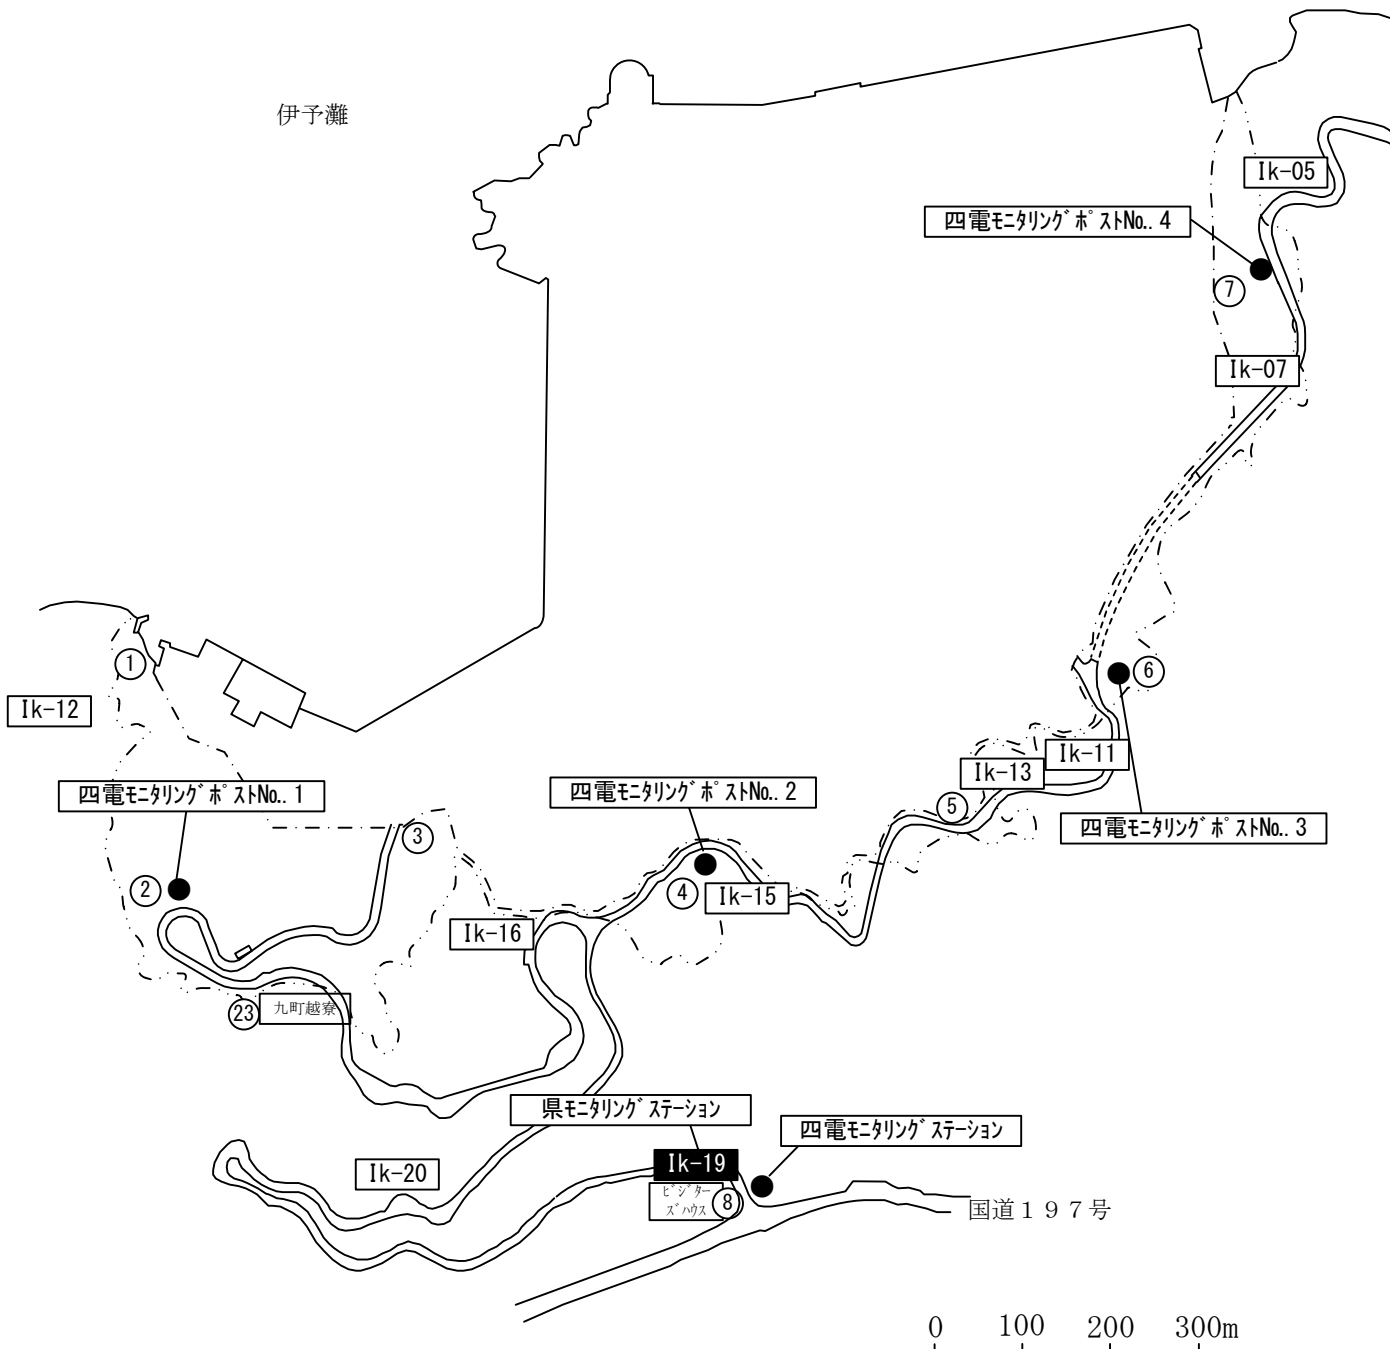 伊予灘
Ik-05
四電モニタリングポストNo.. 4
⑦
Ik-07
①
⑥
Ik-12
Ik-11
Ik-13
四電モニタリングポストNo.. 1
四電モニタリングポストNo.. 2
⑤
四電モニタリングポストNo.. 3
③
②
④
Ik-15
Ik-16
㉓
九町越寮
県モニタリングステーション
四電モニタリングステーション
Ik-19
Ik-20
ビジター
ズハウス
⑧
国道197号
0 100 200 300m